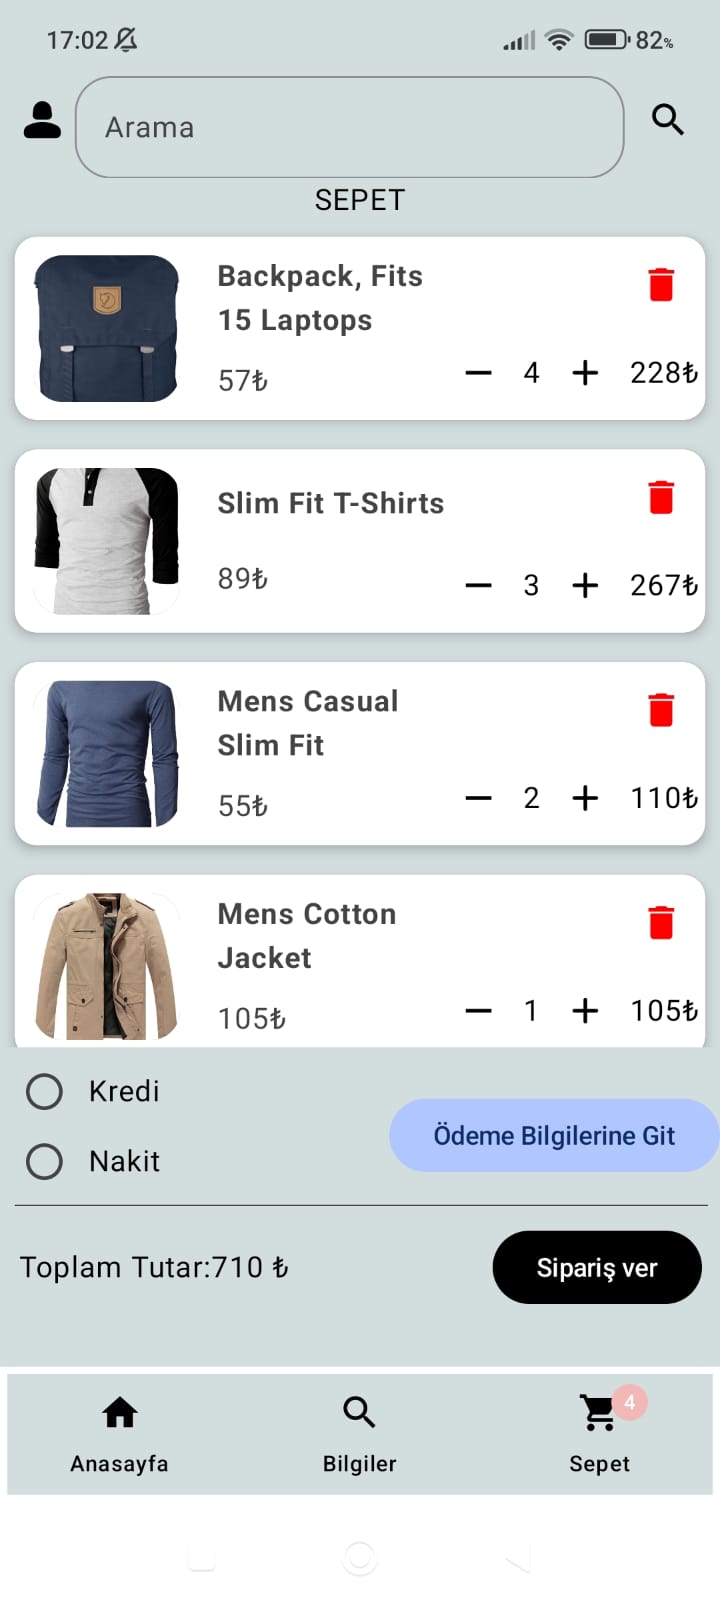 17:02
82%
Arama
SEPET
Backpack, Fits
15 Laptops
57₺
4
228₺
Slim Fit T-Shirts
89₺
3
267₺
Mens Casual
Slim Fit
55₺
2
110₺
Mens Cotton
Jacket
105₺
1
105₺
Kredi
Ödeme Bilgilerine Git
Nakit
Toplam Tutar:710 ₺
Sipariş ver
4
Anasayfa
Bilgiler
Sepet